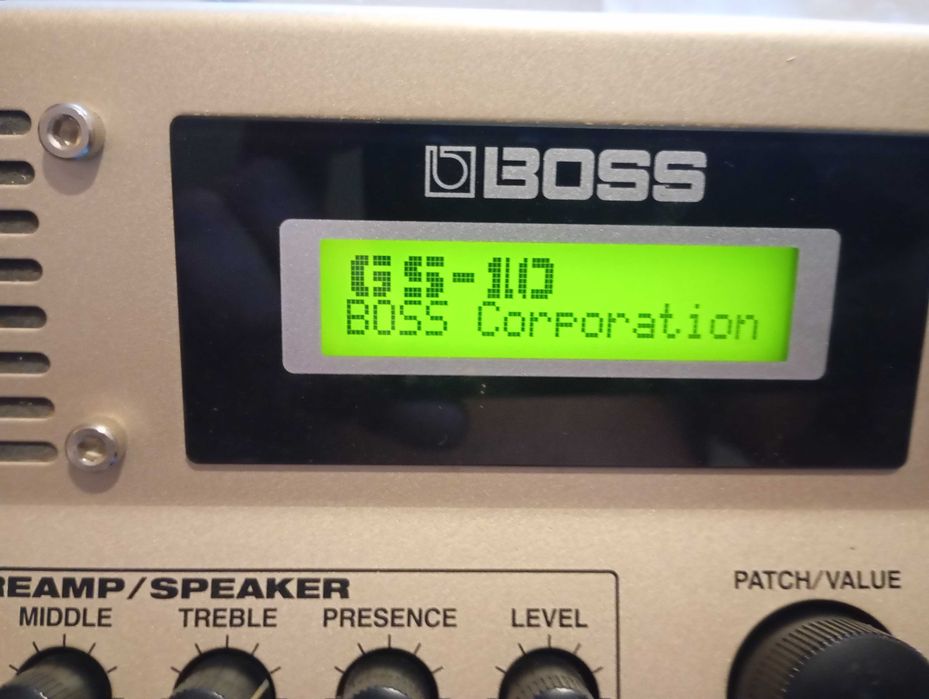 BOSS
GS-10
BOSS Corporation
REAMP/SPEAKER
MIDDLE TREBLE PRESENCE LEVEL
PATCH/VALUE